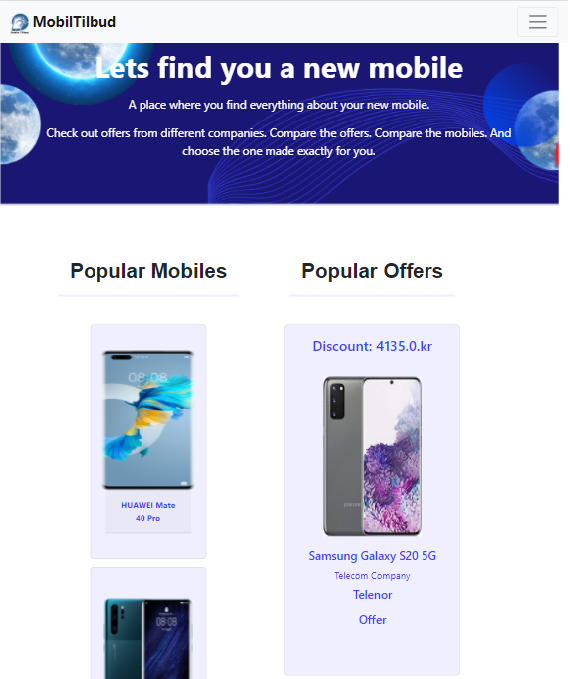 MobilTilbud
Lets find you a new mobile
A place where you find everything about your new mobile.
Check out offers from different companies. Compare the offers. Compare the mobiles. And
choose the one made exactly for you.
Popular Mobiles
Popular Offers
08:08
HUAWEI Mate
40 Pro
08:08
Discount: 4135.0.kr
SAMSUNG
Samsung Galaxy S20 5G
Telecom Company
Telenor
Offer